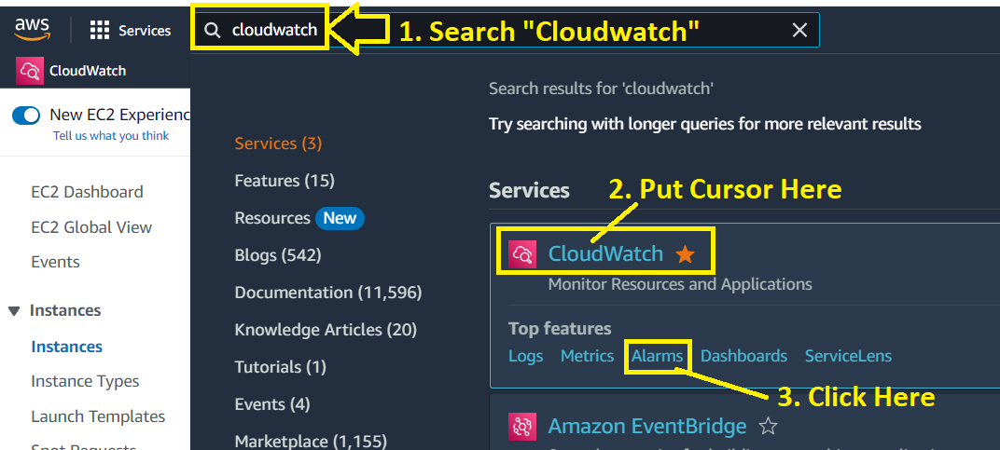 aws
Services
cloudwatch
1. Search "Cloudwatch"
CloudWatch
New EC2 Experienc
Tell us what you think
EC2 Dashboard
EC2 Global View
Events
Instances
Instances
Instance Types
Launch Templates
Search results for 'cloudwatch'
Try searching with longer queries for more relevant results
Services (3)
Features (15)
Resources New
Blogs (542)
Documentation (11,596)
Knowledge Articles (20)
Tutorials (1)
Events (4)
Marketplace (1,155)
Services
2. Put Cursor Here
CloudWatch
Monitor Resources and Applications
Top features
Logs Metrics Alarms Dashboards ServiceLens
3. Click Here
Amazon EventBridge